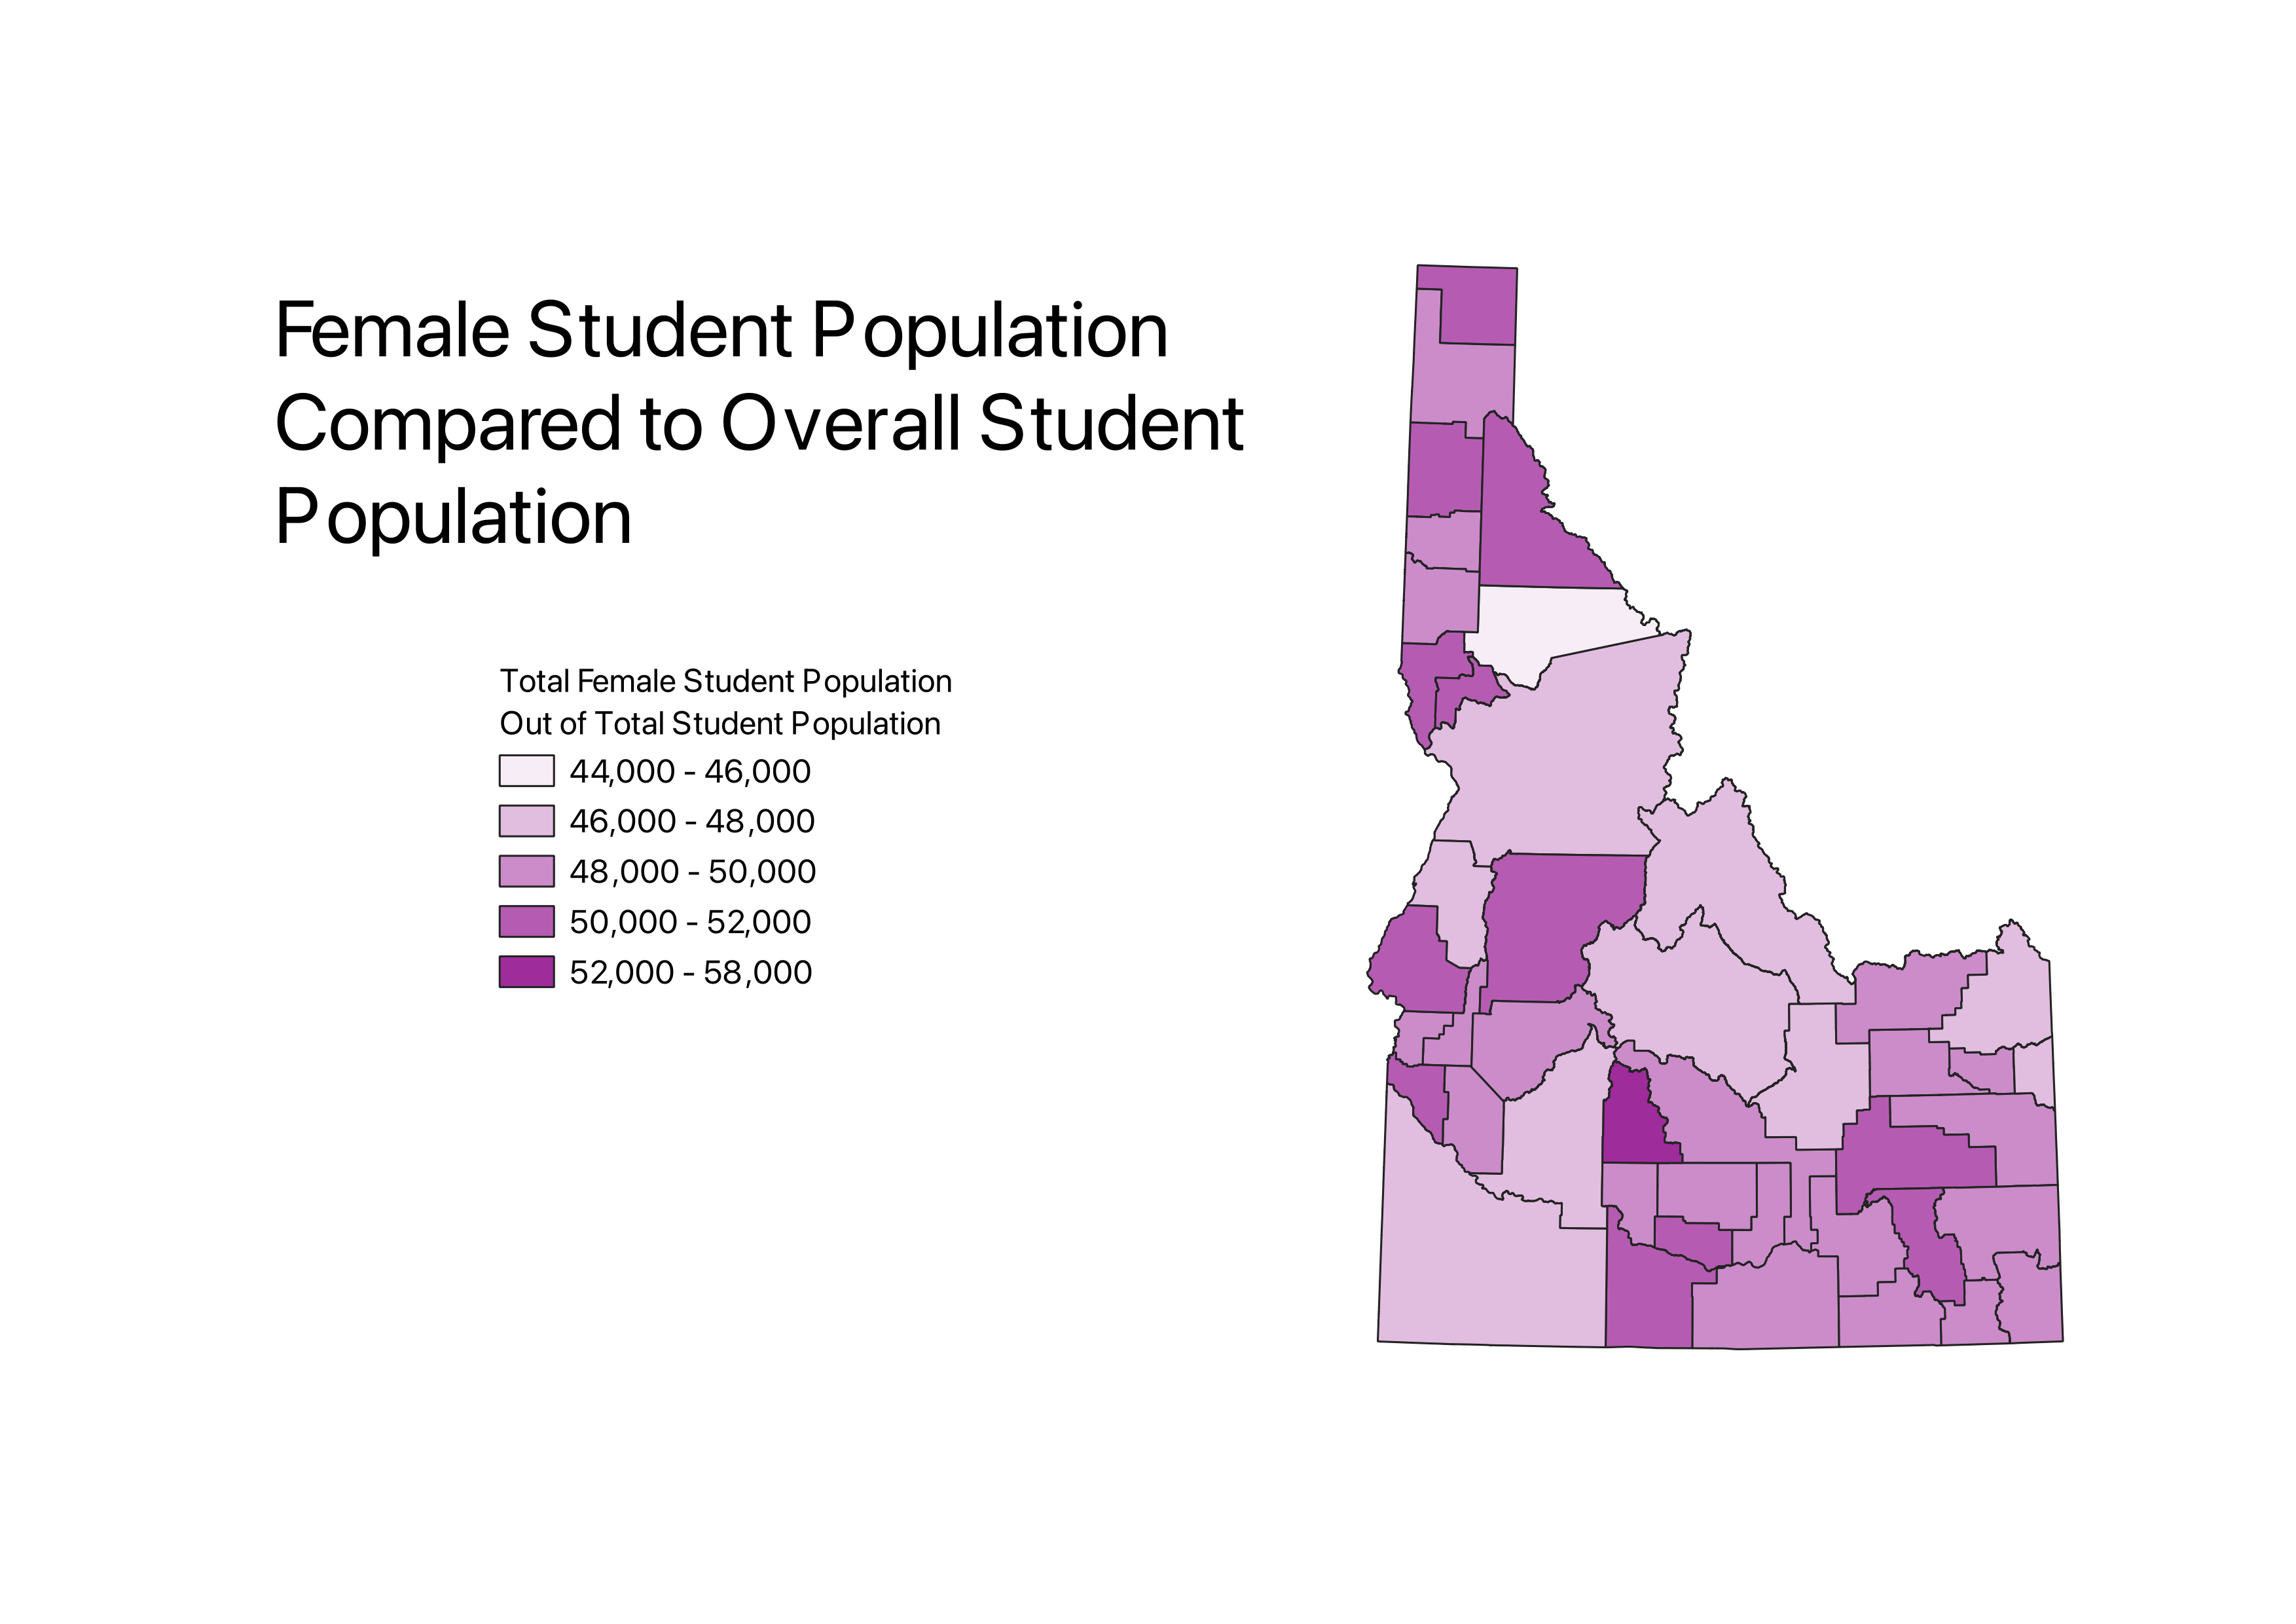 Female Student Population
Compared to Overall Student
Population
Total Female Student Population
Out of Total Student Population
44,000 - 46,000
46,000 - 48,000
48,000 - 50,000
50,000 - 52,000
52,000 - 58,000